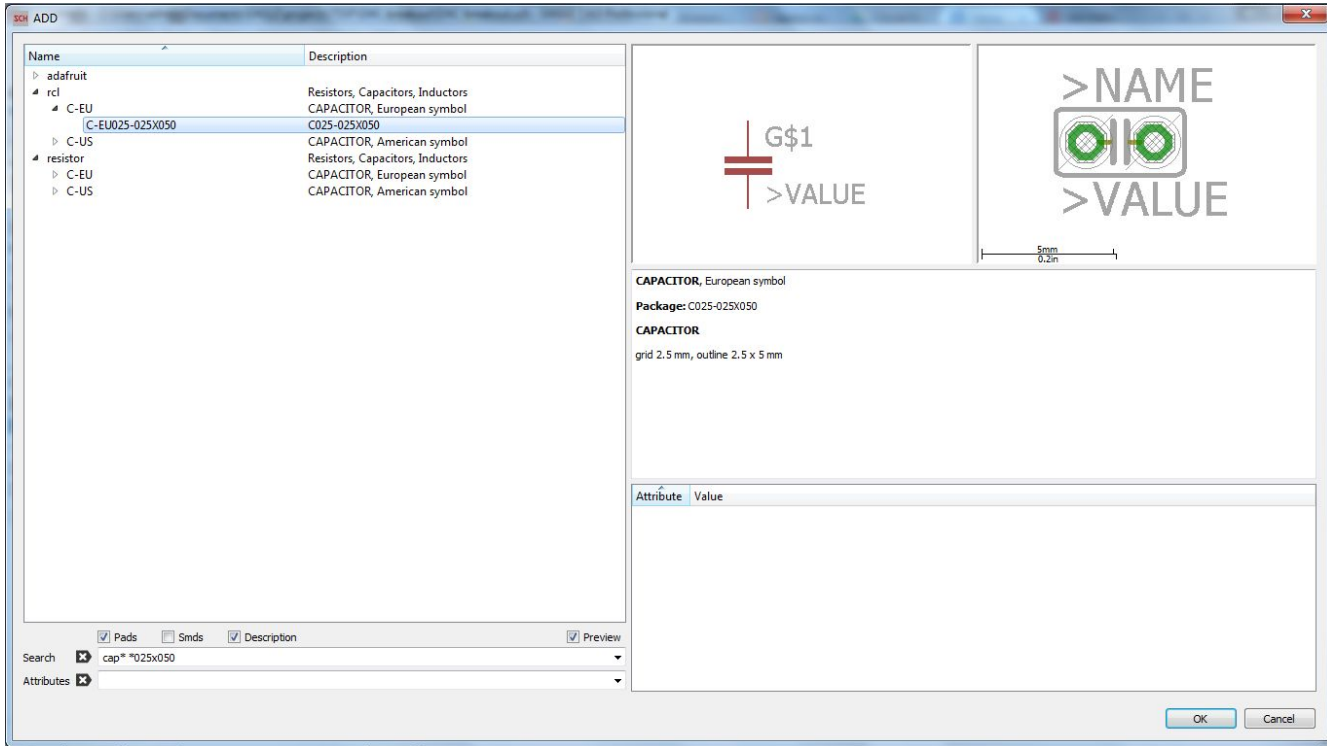 ADD
Name Description
adafruit
rcl Resistors, Capacitors, Inductors
C-EU CAPACITOR, European symbol
C-EU025-025X050 C025-025X050
C-US CAPACITOR, American symbol
resistor Resistors, Capacitors, Inductors
C-EU CAPACITOR, European symbol
C-US CAPACITOR, American symbol
Pads Smds Description Preview
Search cap* *025x050
Attributes
G$1
>VALUE
>NAME
>VALUE
5mm
0.2in
CAPACITOR, European symbol
Package: C025-025X050
CAPACITOR
grid 2.5 mm, outline 2.5 x 5 mm
Attribute Value
OK Cancel